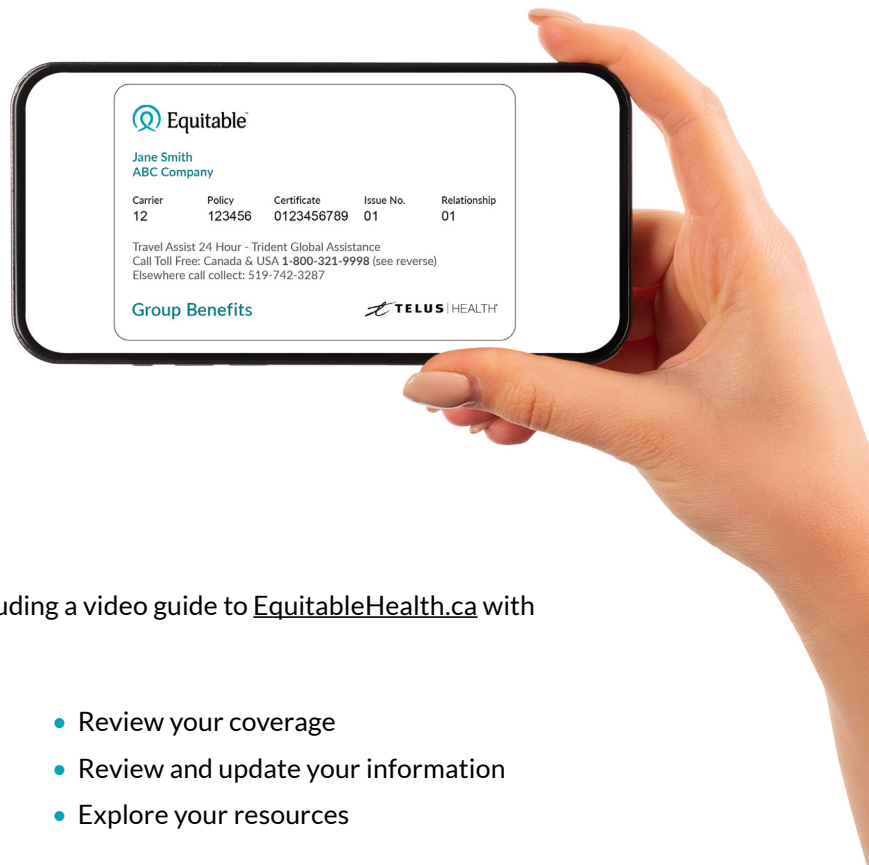 Equitable™
Jane Smith
ABC Company
Carrier Policy Certificate Issue No. Relationship
12 123456 0123456789 01 01
Travel Assist 24 Hour - Trident Global Assistance
Call Toll Free: Canada & USA 1-800-321-9998 (see reverse)
Elsewhere call collect: 519-742-3287
Group Benefits TELUS | HEALTH®
a video guide to EquitableHealth.ca with
• Review your coverage
• Review and update your information
• Explore your resources